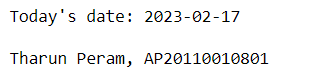 Today's date: 2023-02-17
Tharun Peram, AP20110010801